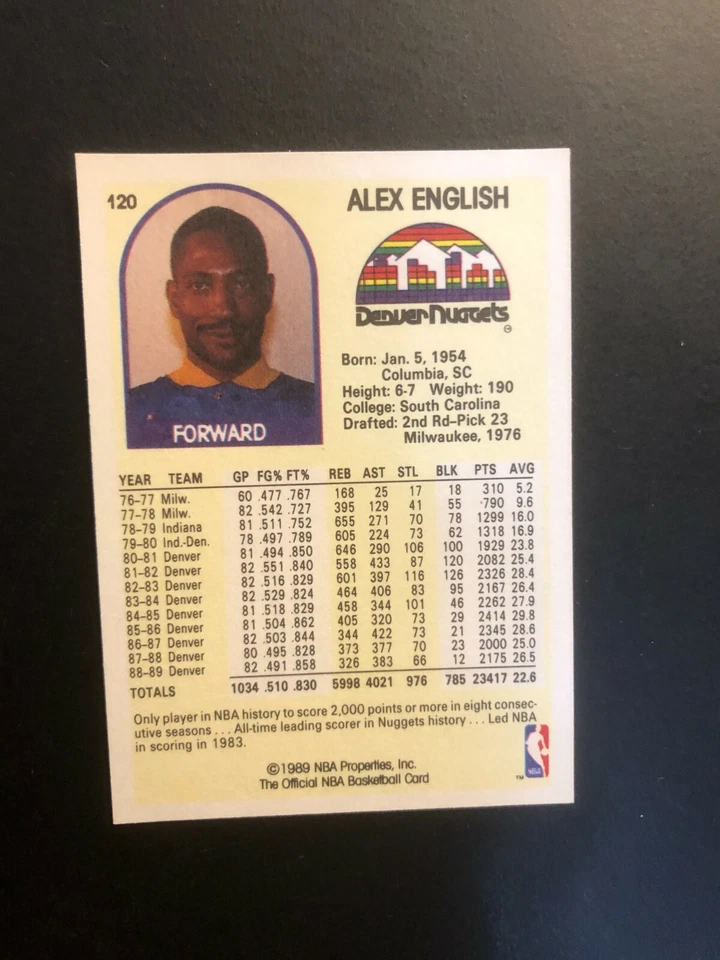 120
ALEX ENGLISH
Denver Nuggets
Born: Jan. 5, 1954
Columbia, SC
Height: 6-7 Weight: 190
College: South Carolina
Drafted: 2nd Rd–Pick 23
Milwaukee, 1976
FORWARD
YEAR TEAM GP FG% FT% REB AST STL BLK PTS AVG
76–77 Milw. 60 .477 .767 168 25 17 18 310 5.2
77–78 Milw. 82 .542 .727 395 129 41 55 790 9.6
78–79 Indiana 81 .511 .752 655 271 70 78 1299 16.0
79–80 Ind.-Den. 78 .497 .789 605 224 73 62 1318 16.9
80–81 Denver 81 .494 .850 646 290 106 100 1929 23.8
81–82 Denver 82 .551 .840 558 433 87 120 2082 25.4
82–83 Denver 82 .516 .829 601 397 116 126 2326 28.4
83–84 Denver 82 .529 .824 464 406 83 95 2167 26.4
84–85 Denver 81 .518 .829 458 344 101 46 2262 27.9
85–86 Denver 81 .504 .862 405 320 73 29 2414 29.8
86–87 Denver 82 .503 .844 344 422 73 21 2345 28.6
87–88 Denver 80 .495 .828 373 377 70 23 2000 25.0
88–89 Denver 82 .491 .858 326 383 66 12 2175 26.5
TOTALS 1034 .510 .830 5998 4021 976 785 23417 22.6
Only player in NBA history to score 2,000 points or more in eight consec-
utive seasons . . . All-time leading scorer in Nuggets history . . . Led NBA
in scoring in 1983.
©1989 NBA Properties, Inc.
The Official NBA Basketball Card
NBA
TM